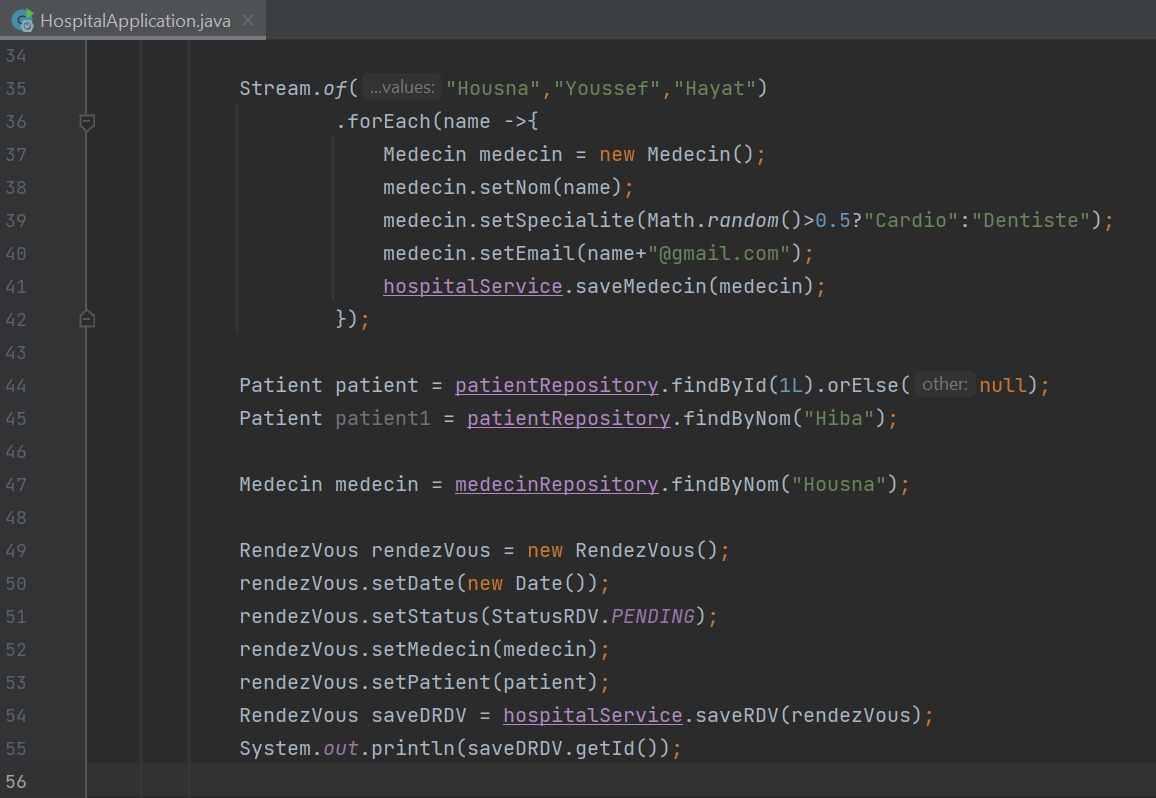 HospitalApplication.java
34
35 Stream.of( ...values: "Housna","Youssef","Hayat")
36 .forEach(name ->{
37 Medecin medecin = new Medecin();
38 medecin.setNom(name);
39 medecin.setSpecialite(Math.random()>0.5?"Cardio":"Dentiste");
40 medecin.setEmail(name+"@gmail.com");
41 hospitalService.saveMedecin(medecin);
42 });
43
44 Patient patient = patientRepository.findById(1L).orElse( other: null);
45 Patient patient1 = patientRepository.findByNom("Hiba");
46
47 Medecin medecin = medecinRepository.findByNom("Housna");
48
49 RendezVous rendezVous = new RendezVous();
50 rendezVous.setDate(new Date());
51 rendezVous.setStatus(StatusRDV.PENDING);
52 rendezVous.setMedecin(medecin);
53 rendezVous.setPatient(patient);
54 RendezVous saveDRDV = hospitalService.saveRDV(rendezVous);
55 System.out.println(saveDRDV.getId());
56